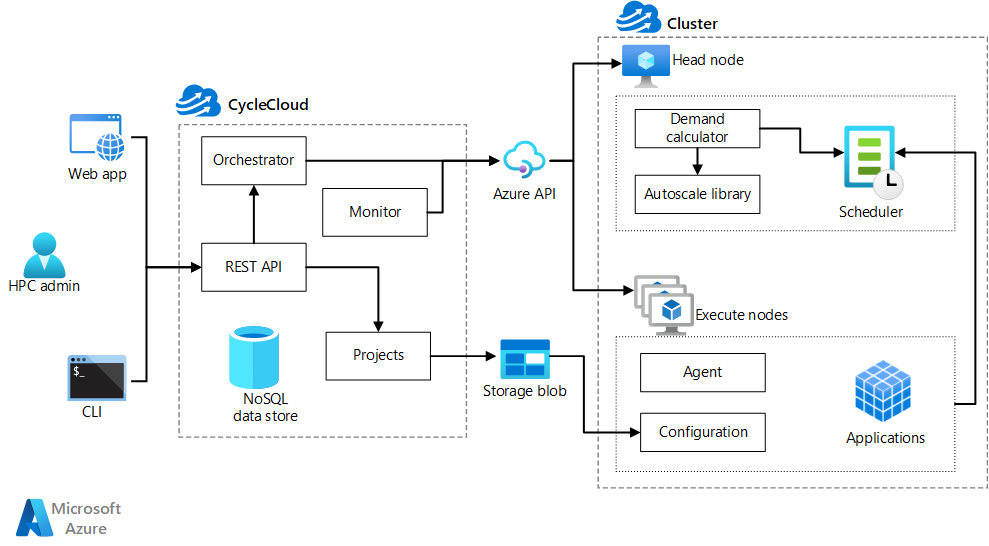 Cluster
Head node
CycleCloud
Demand
calculator
Web app
Orchestrator
Azure API
Autoscale library
Monitor
Scheduler
REST API
HPC admin
Execute nodes
Projects
Agent
$_
Storage blob
NoSQL
data store
CLI
Configuration
Applications
Microsoft
Azure